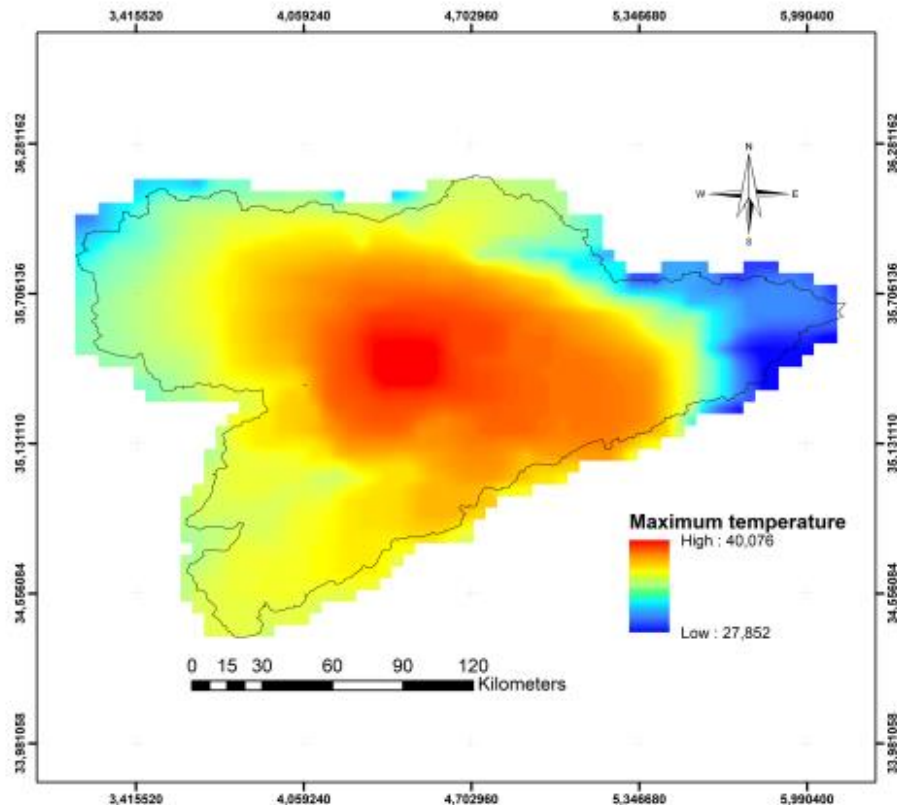 3,415520 4,059240 4,702960 5,346680 5,990400
36,281162 36,281162
N
W E
S
35,706136 35,706136
35,131110 35,131110
Maximum temperature
High : 40,076
Low : 27,852
34,556084 34,556084
0 15 30 60 90 120
Kilometers
33,981058 33,981058
3,415520 4,059240 4,702960 5,346680 5,990400